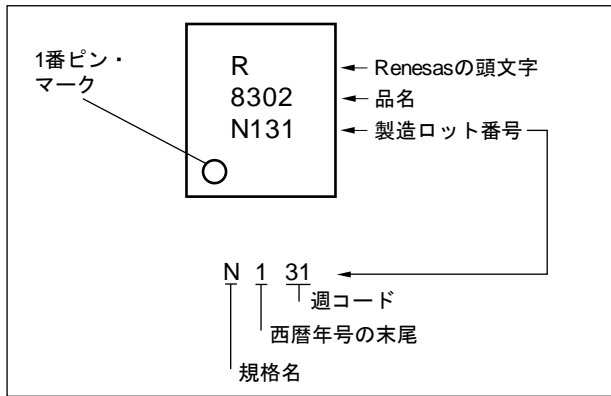 1番ピン・
マーク
R
8302
N131
Renesasの頭文字
品名
製造ロット番号
N 1 31
週コード
西暦年号の末尾
規格名